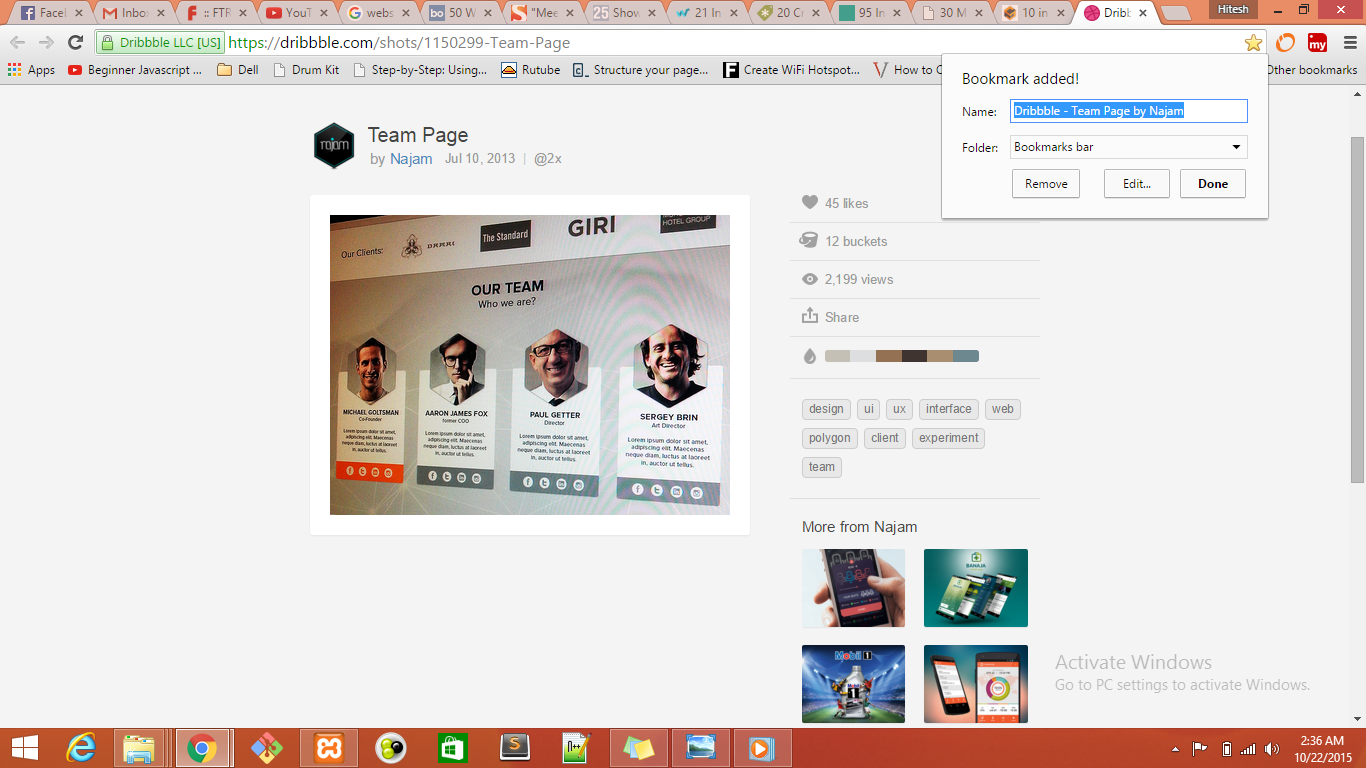 Facel
Inbox
:: FTR
YouT
webs
50 W
"Mee
Show
21 In
20 Cr
95 In
30 M
10 in
Dribb
Hitesh
Dribbble LLC [US]
https://dribbble.com/shots/1150299-Team-Page
Apps
Beginner Javascript ...
Dell
Drum Kit
Step-by-Step: Using...
Rutube
Structure your page...
Create WiFi Hotspot...
How to
Other bookmarks
Bookmark added!
Name: Dribbble - Team Page by Najam
Folder: Bookmarks bar
Remove Edit... Done
najam
Team Page
by Najam Jul 10, 2013 | @2x
Our Clients:
The Standard
GIRI
HOTEL GROUP
OUR TEAM
Who we are?
MICHAEL GOLTSMAN
Co-Founder
Lorem ipsum dolor sit amet,
adipiscing elit. Maecenas
neque diam, luctus at laoreet
in, auctor ut tellus.
AARON JAMES FOX
former COO
Lorem ipsum dolor sit amet,
adipiscing elit. Maecenas
neque diam, luctus at laoreet
in, auctor ut tellus.
PAUL GETTER
Director
Lorem ipsum dolor sit amet,
adipiscing elit. Maecenas
neque diam, luctus at laoreet
in, auctor ut tellus.
SERGEY BRIN
Art Director
Lorem ipsum dolor sit amet,
adipiscing elit. Maecenas
neque diam, luctus at laoreet
in, auctor ut tellus.
45 likes
12 buckets
2,199 views
Share
design ui ux interface web
polygon client experiment
team
More from Najam
BANAJA
Mobil 1
Activate Windows
Go to PC settings to activate Windows.
2:36 AM
10/22/2015